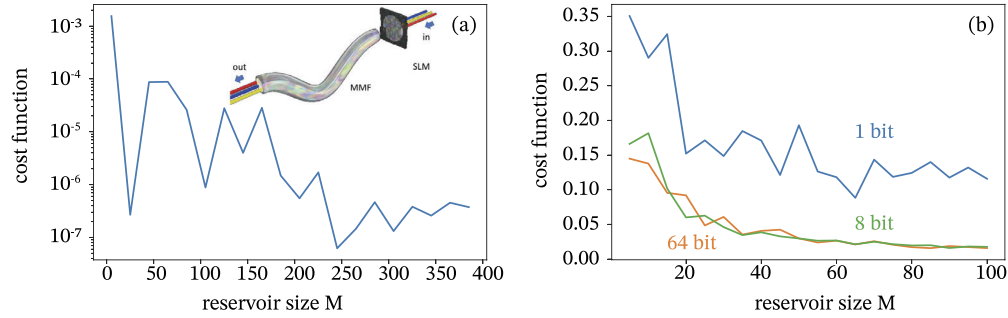 (a)
10⁻³
10⁻⁴
10⁻⁵
10⁻⁶
10⁻⁷
cost function
0 50 100 150 200 250 300 350 400
reservoir size M
in
SLM
out
MMF
(b)
0.35
0.30
0.25
0.20
0.15
0.10
0.05
0.00
cost function
1 bit
8 bit
64 bit
20 40 60 80 100
reservoir size M